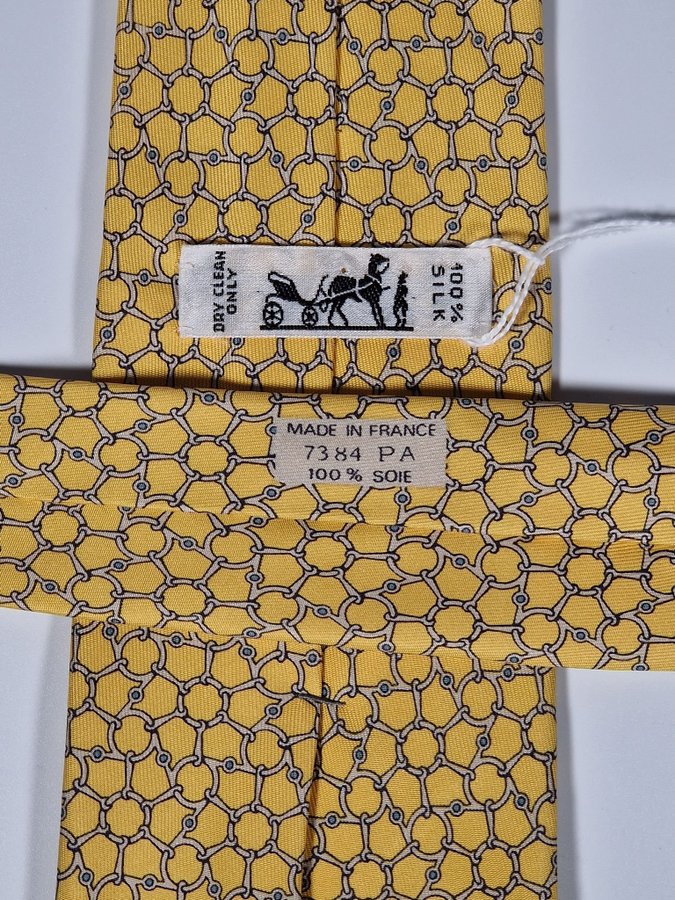 DRY CLEAN
ONLY
100%
SILK
MADE IN FRANCE
7384 PA
100% SOIE